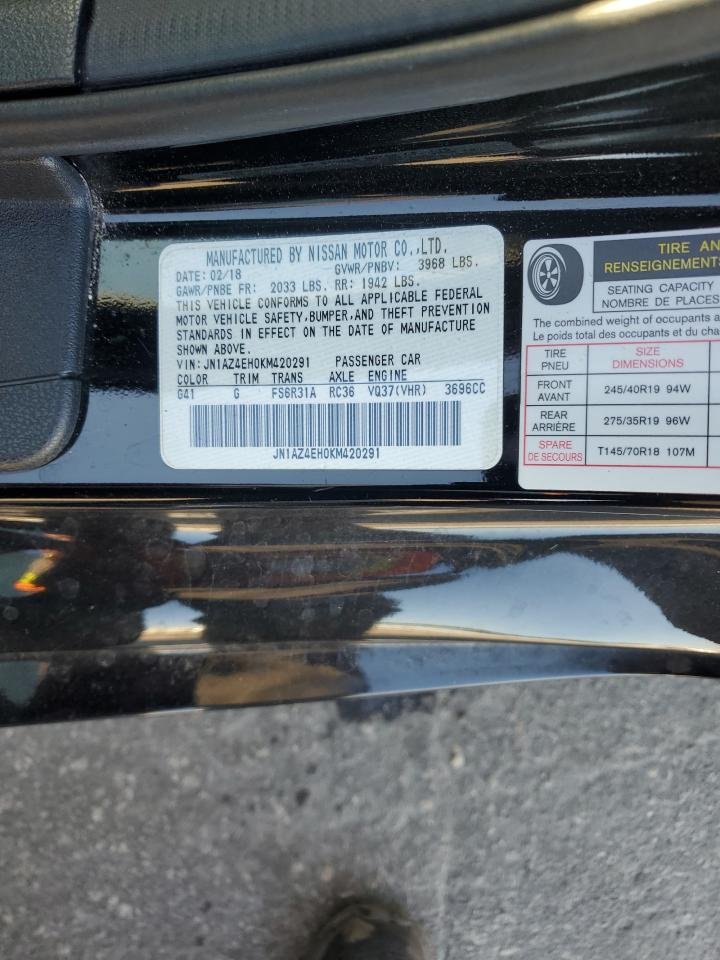 MANUFACTURED BY NISSAN MOTOR CO.,LTD.
DATE: 02/18 GVWR/PNBV: 3968 LBS.
GAWR/PNBE FR: 2033 LBS. RR: 1942 LBS.
THIS VEHICLE CONFORMS TO ALL APPLICABLE FEDERAL
MOTOR VEHICLE SAFETY,BUMPER,AND THEFT PREVENTION
STANDARDS IN EFFECT ON THE DATE OF MANUFACTURE
SHOWN ABOVE.
VIN: JN1AZ4EH0KM420291 PASSENGER CAR
COLOR TRIM TRANS AXLE ENGINE
G41 G FS6R31A RC36 VQ37(VHR) 3696CC
JN1AZ4EH0KM420291
TIRE AN
RENSEIGNEMENTS
SEATING CAPACITY
NOMBRE DE PLACES
The combined weight of occupants a
Le poids total des occupants et du cha
TIRE SIZE
PNEU DIMENSIONS
FRONT
AVANT 245/40R19 94W
REAR
ARRIÈRE 275/35R19 96W
SPARE
DE SECOURS T145/70R18 107M